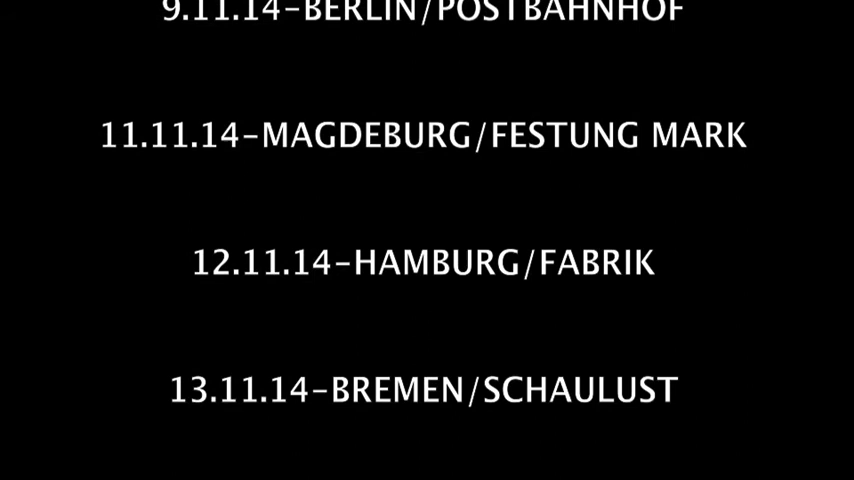 9.11.14-BERLIN/POSTBAHNHOF
11.11.14-MAGDEBURG/FESTUNG MARK
12.11.14-HAMBURG/FABRIK
13.11.14-BREMEN/SCHAULUST